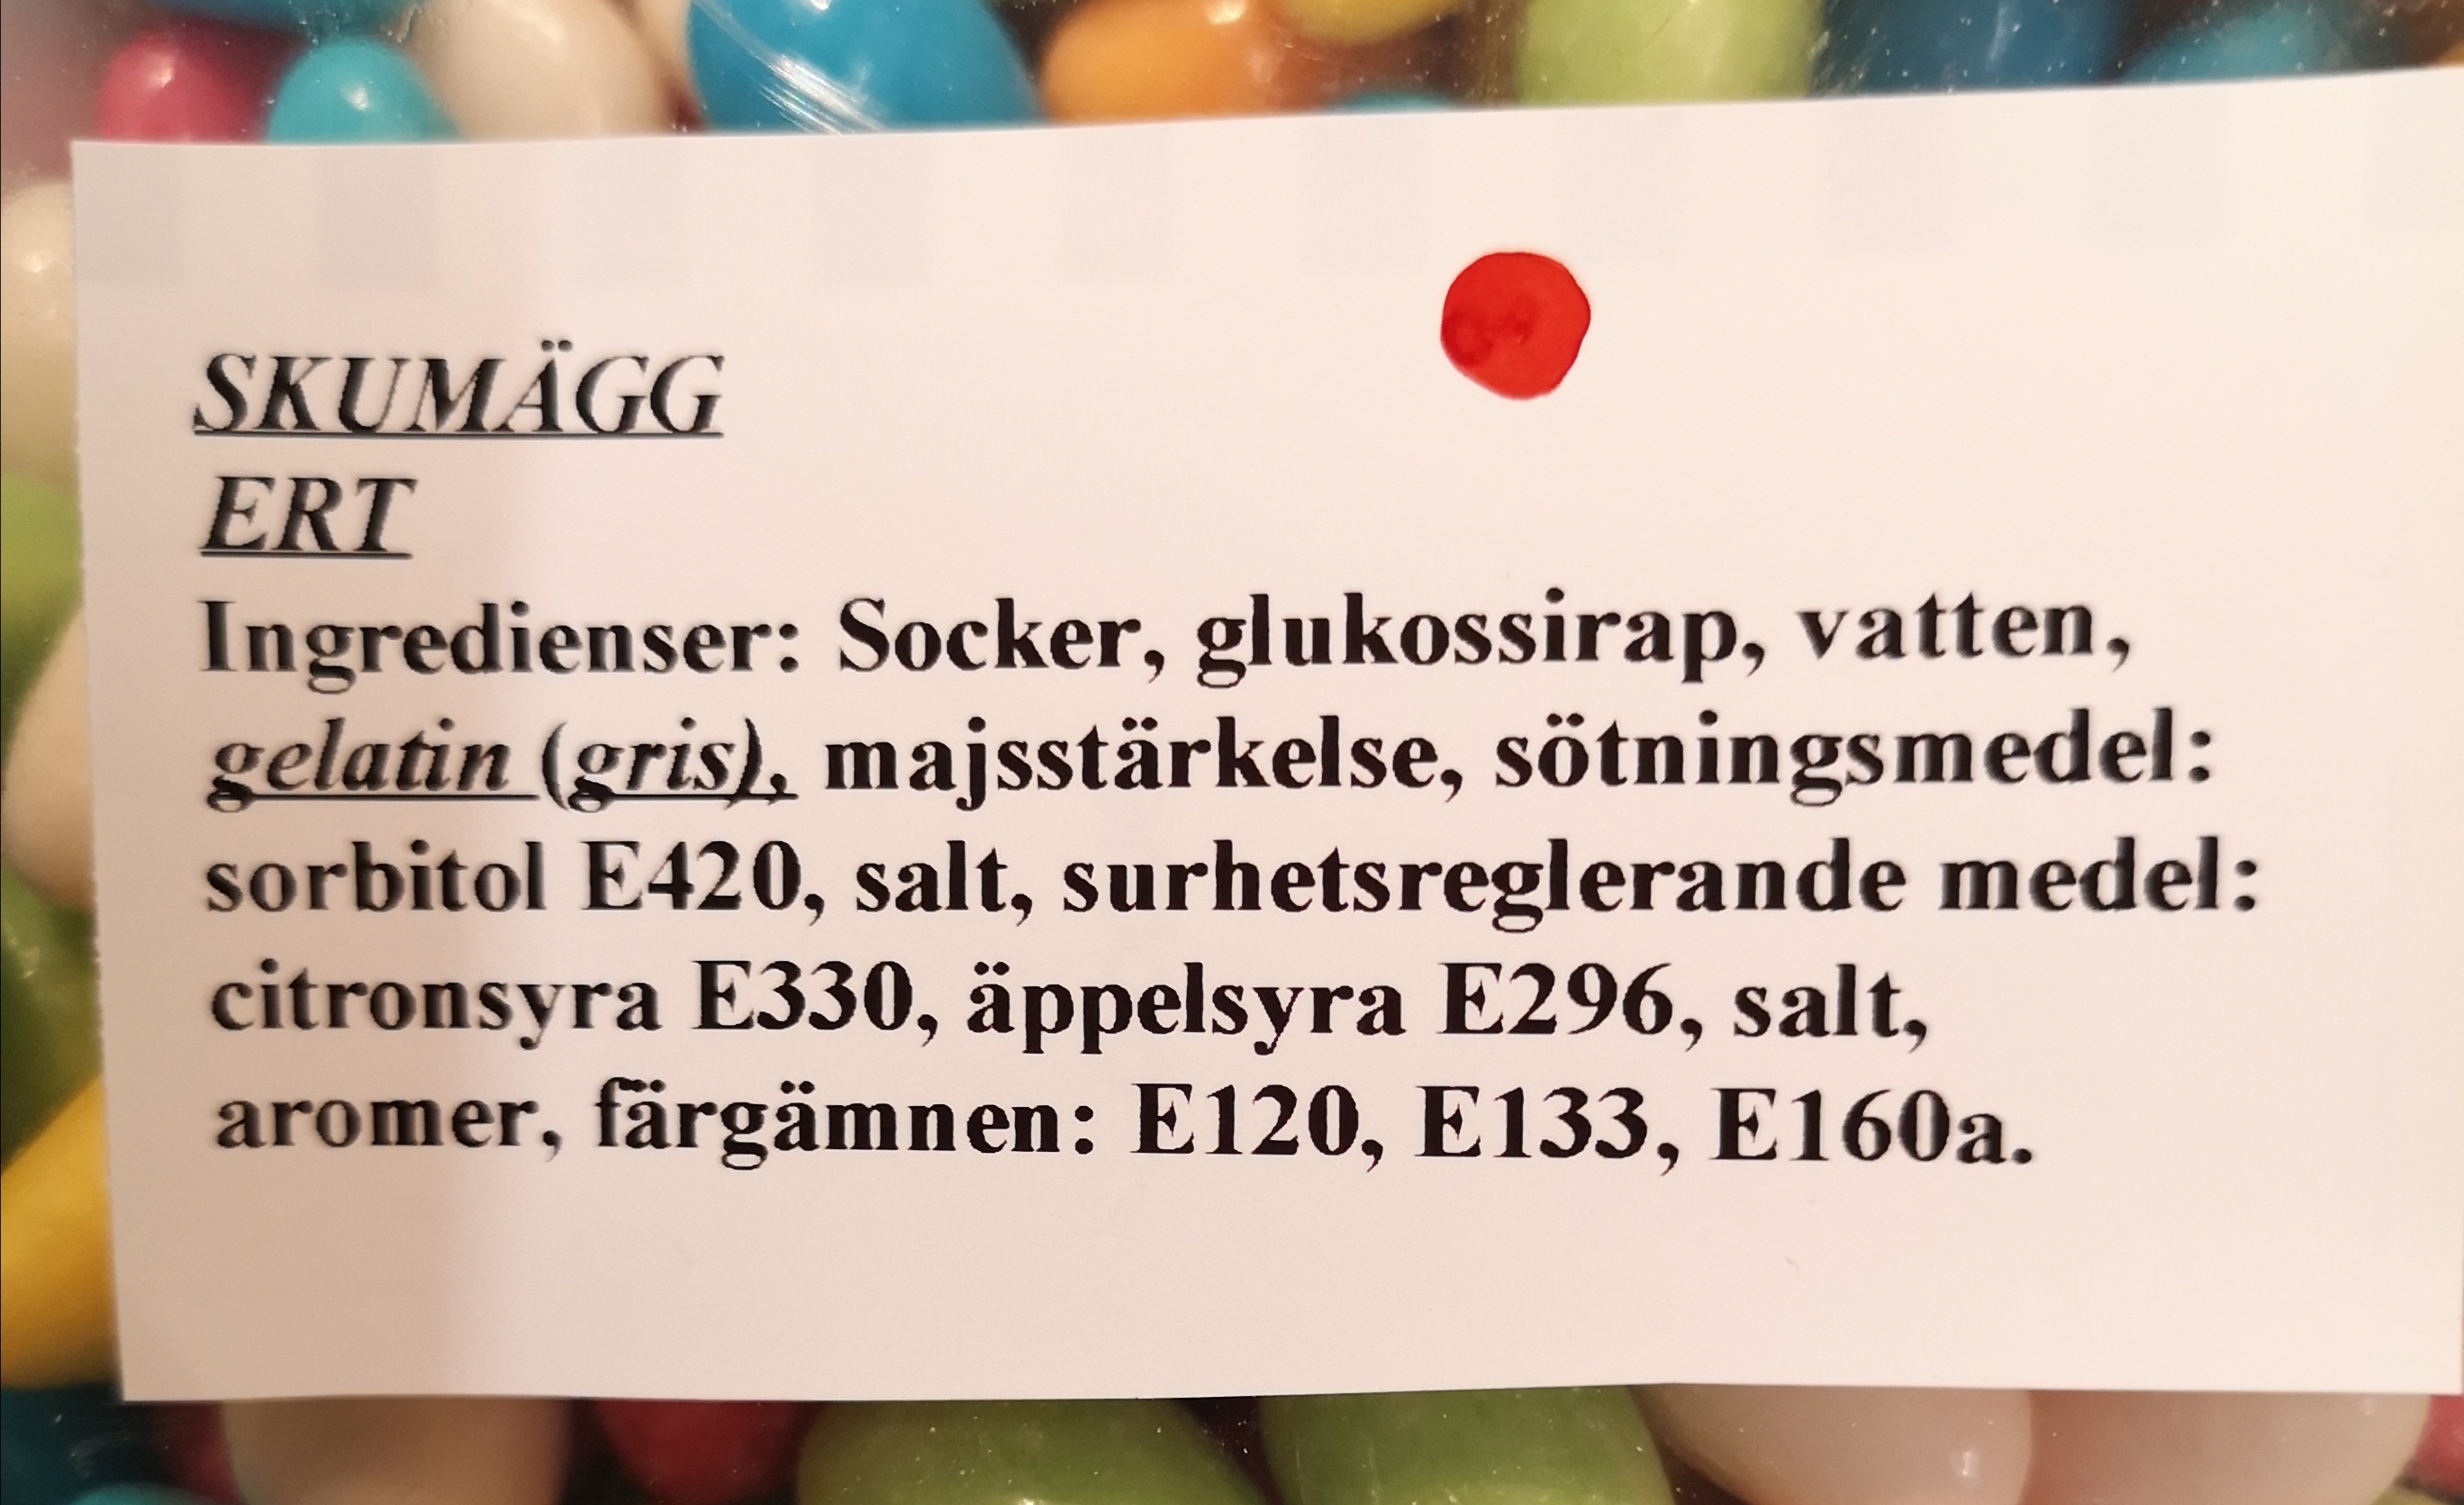 SKUMÄGG
ERT
Ingredienser: Socker, glukossirap, vatten,
gelatin (gris), majsstärkelse, sötningsmedel:
sorbitol E420, salt, surhetsreglerande medel:
citronsyra E330, äppelsyra E296, salt,
aromer, färgämnen: E120, E133, E160a.